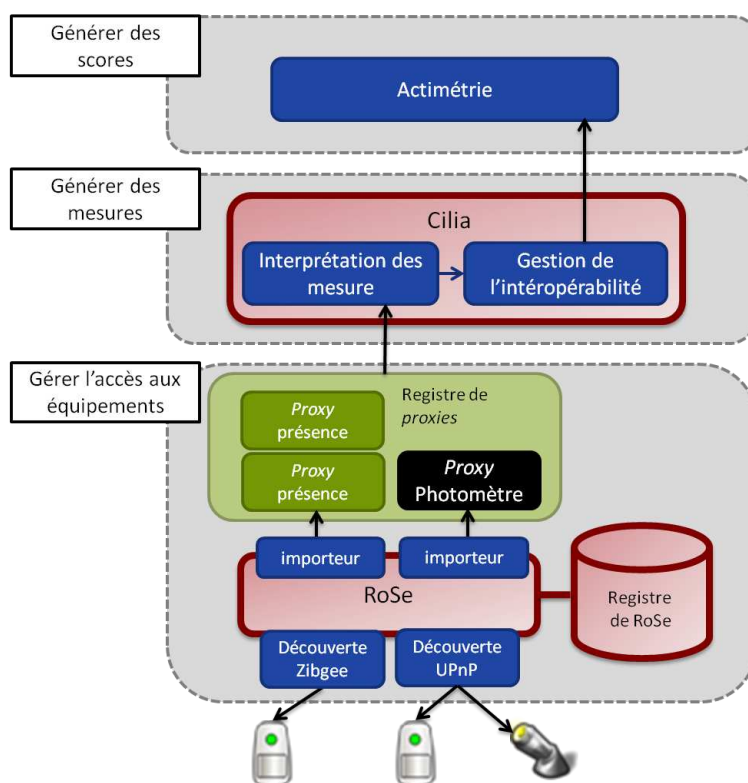 Générer des
scores
Actimétrie
Générer des
mesures
Cilia
Interprétation des
mesure
Gestion de
l'intéropérabilité
Gérer l'accès aux
équipements
Proxy
présence
Registre de
proxies
Proxy
présence
Proxy
Photomètre
importeur
importeur
RoSe
Registre
de RoSe
Découverte
Zibgee
Découverte
UPnP